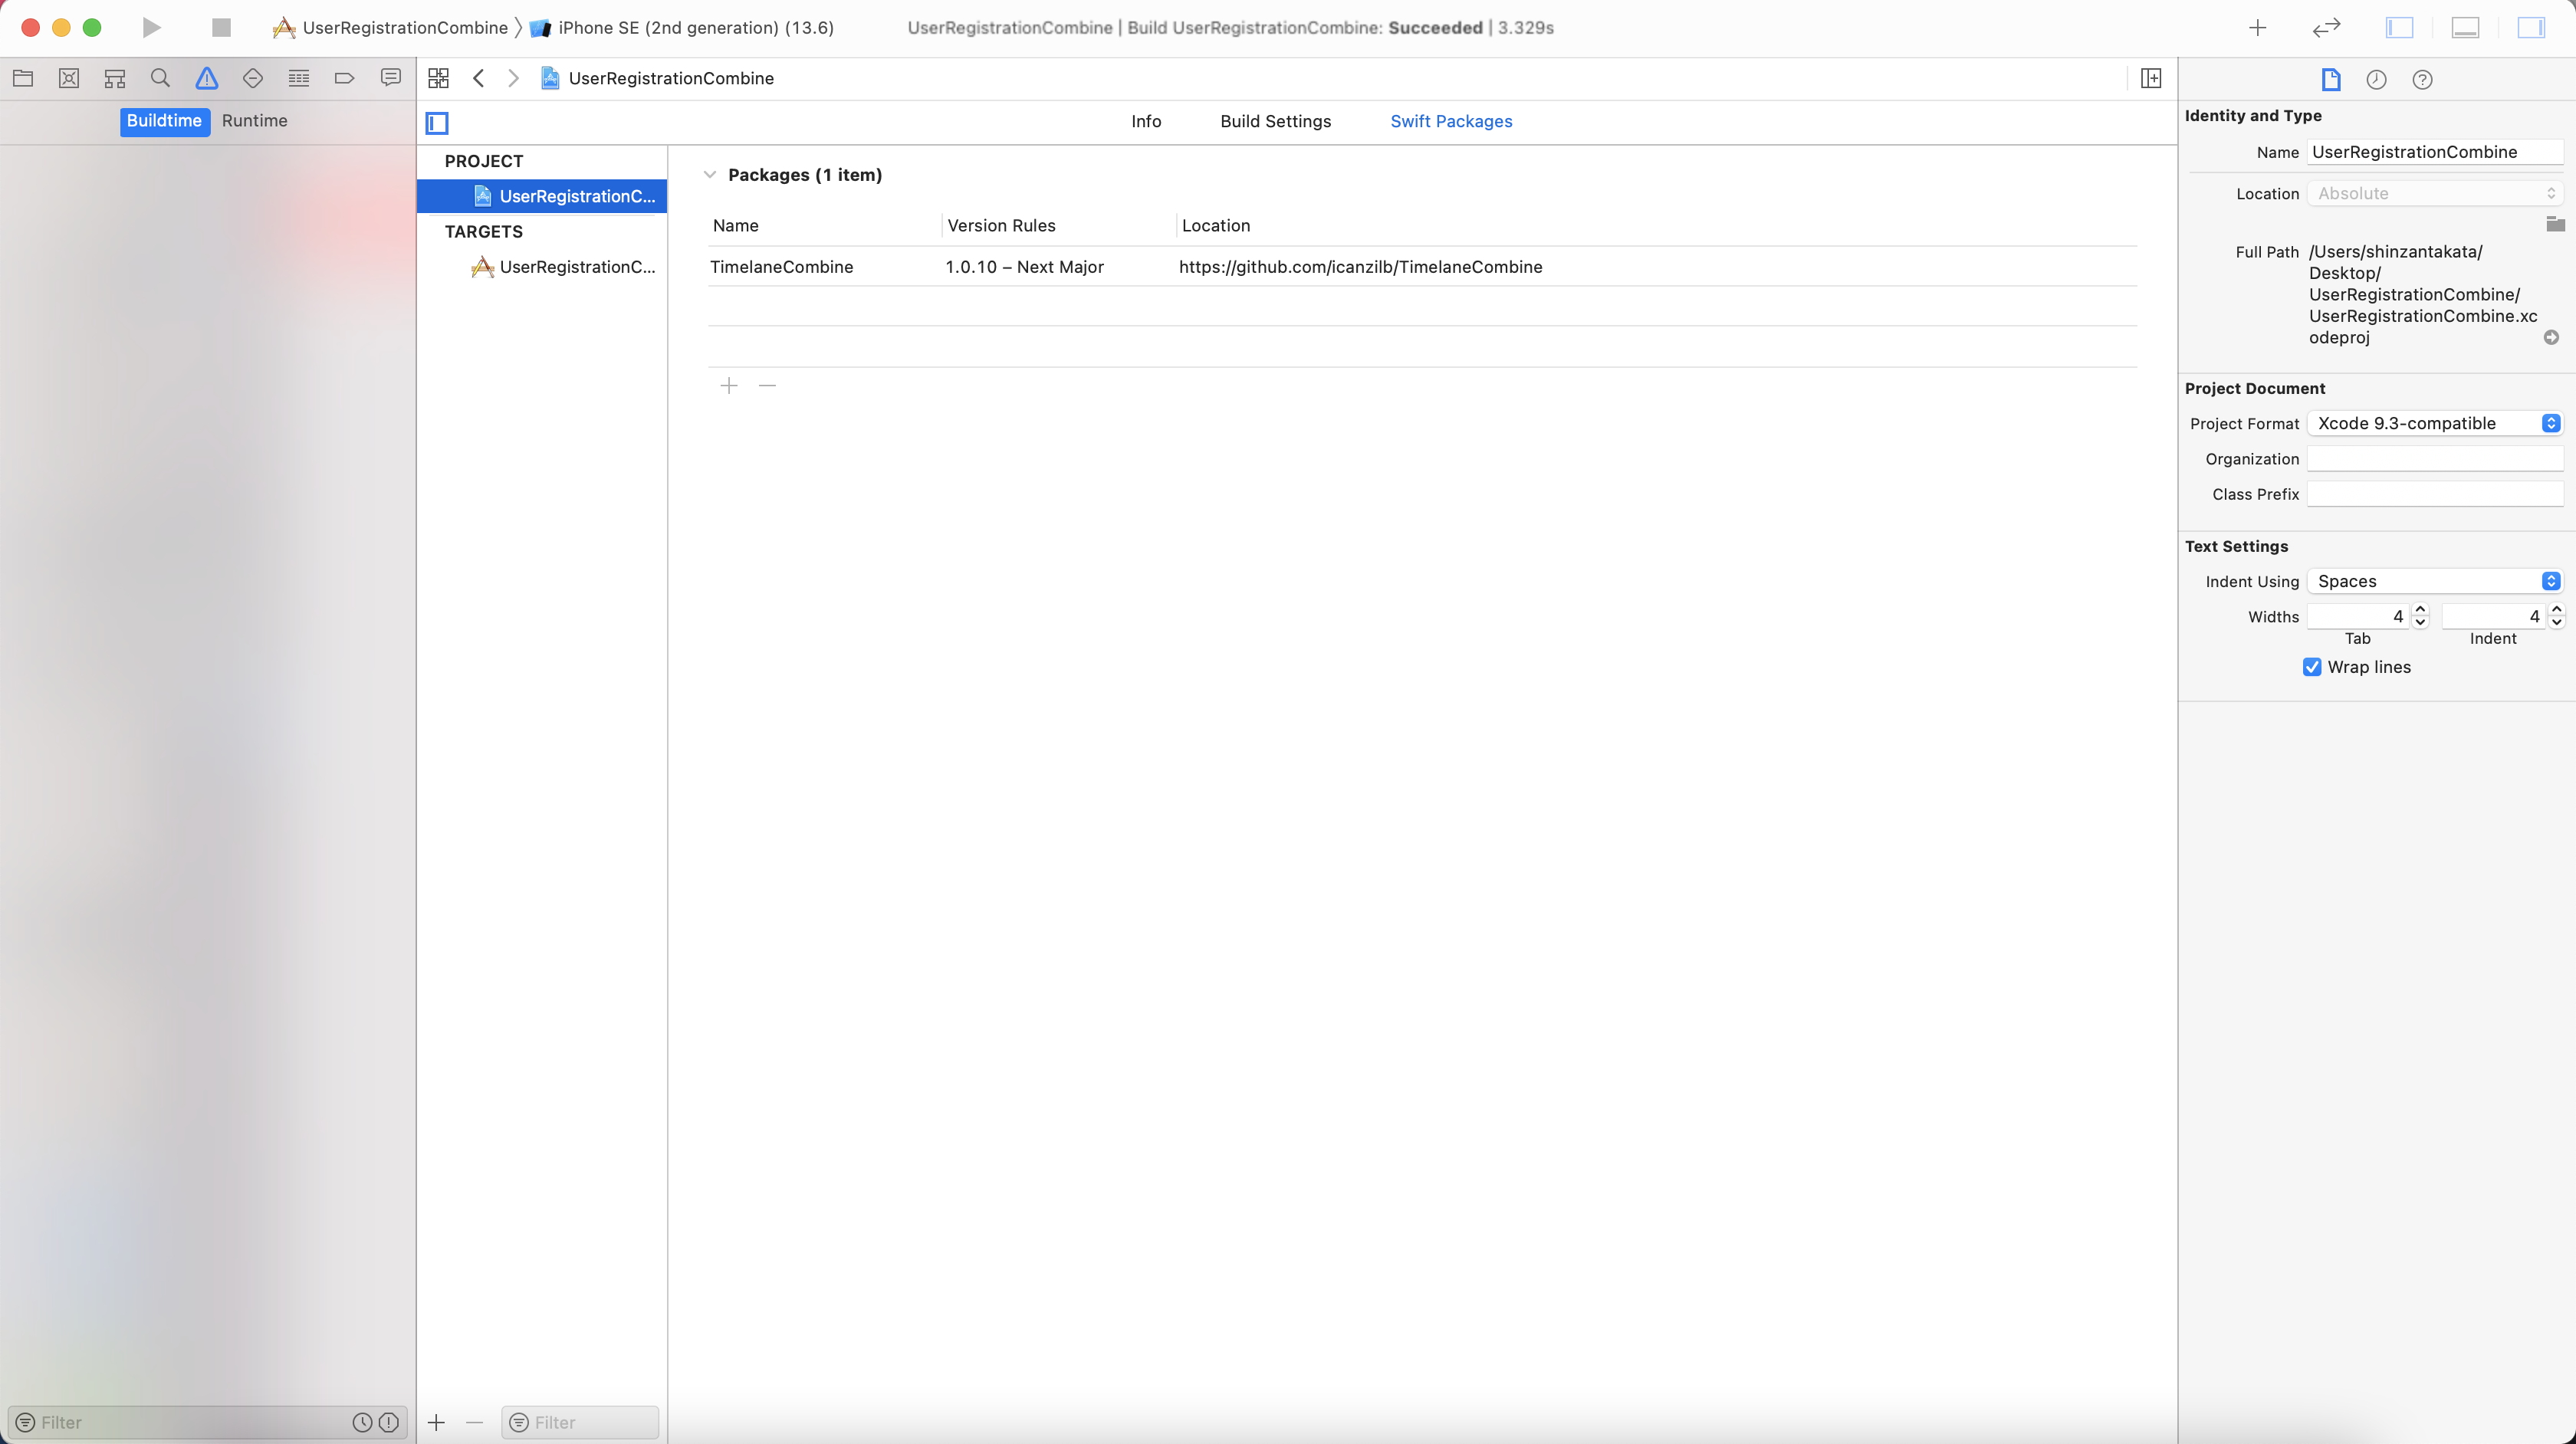 UserRegistrationCombine 〉 iPhone SE (2nd generation) (13.6)
UserRegistrationCombine | Build UserRegistrationCombine: Succeeded | 3.329s
UserRegistrationCombine
Buildtime Runtime
Info Build Settings Swift Packages
PROJECT
UserRegistrationC...
TARGETS
UserRegistrationC...
Packages (1 item)
Name Version Rules Location
TimelaneCombine 1.0.10 – Next Major https://github.com/icanzilb/TimelaneCombine
Filter
Filter
Identity and Type
Name UserRegistrationCombine
Location Absolute
Full Path /Users/shinzantakata/
Desktop/
UserRegistrationCombine/
UserRegistrationCombine.xc
odeproj
Project Document
Project Format Xcode 9.3-compatible
Organization
Class Prefix
Text Settings
Indent Using Spaces
Widths 4 4
Tab Indent
Wrap lines